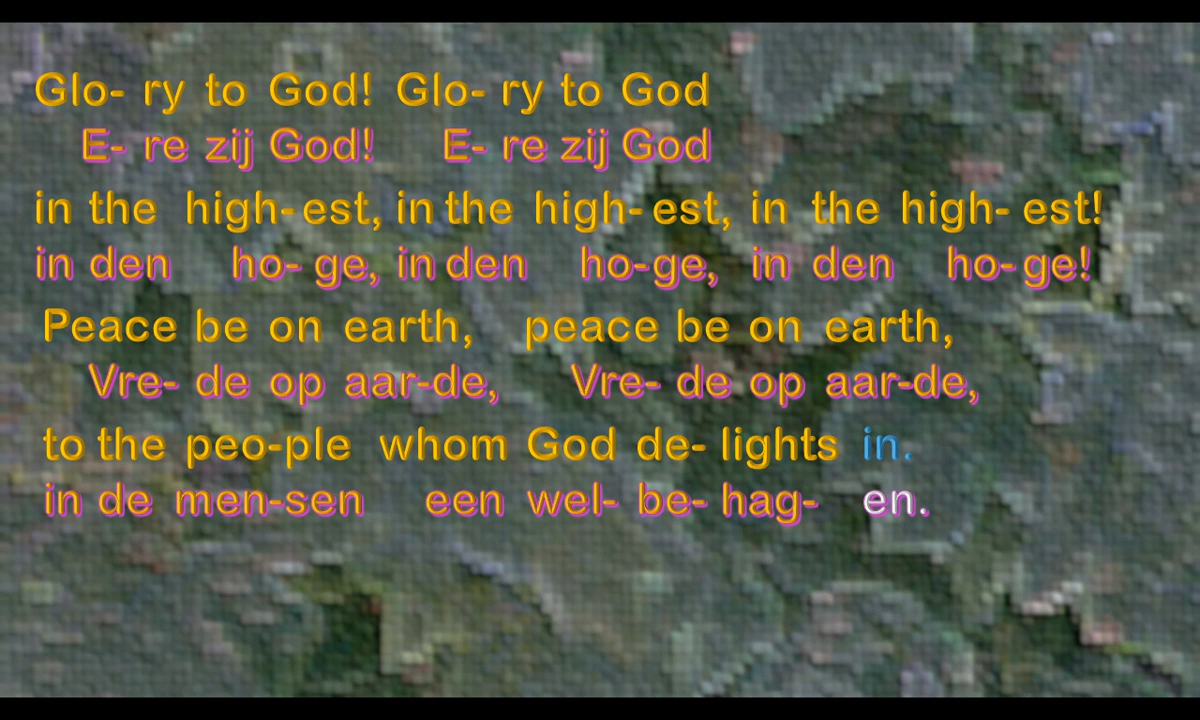 Glo- ry to God! Glo- ry to God
E- re zij God! E- re zij God
in the high- est, in the high- est, in the high- est!
in den ho- ge, in den ho- ge, in den ho- ge!
Peace be on earth, peace be on earth,
Vre- de op aar-de, Vre- de op aar-de,
to the peo-ple whom God de- lights in.
in de men-sen een wel- be- hag- en.